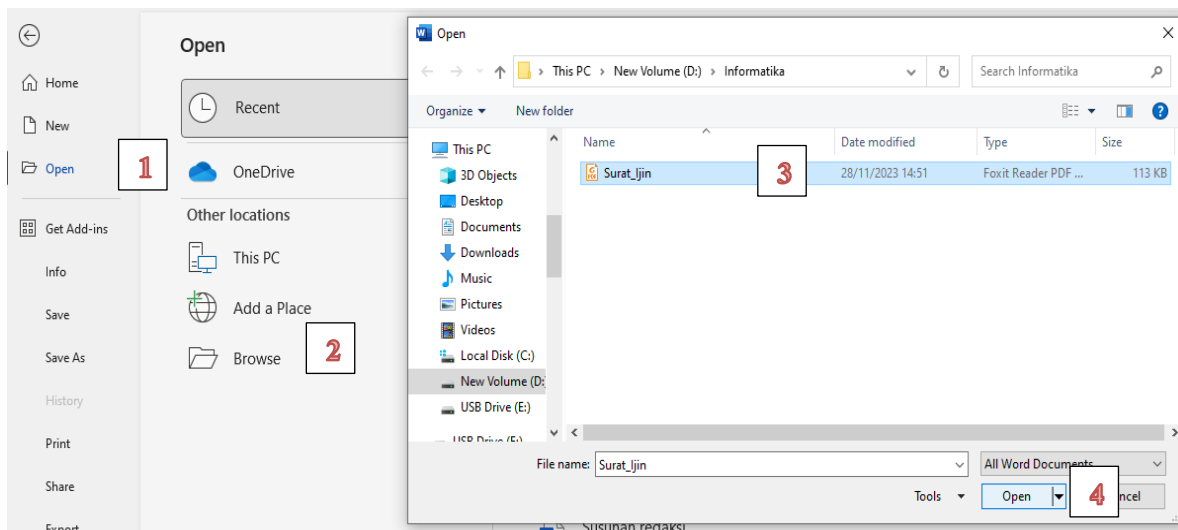 Home
New
Open
Get Add-ins
Info
Save
Save As
History
Print
Share
Export
1
Open
Recent
OneDrive
Other locations
This PC
Add a Place
Browse
2
Open
This PC > New Volume (D:) > Informatika
Search Informatika
Organize
New folder
This PC
3D Objects
Desktop
Documents
Downloads
Music
Pictures
Videos
Local Disk (C:)
New Volume (D:
USB Drive (E:)
USB Drive (E:)
Name Date modified Type Size
Surat_Ijin 28/11/2023 14:51 Foxit Reader PDF ... 113 KB
3
File name: Surat_Ijin All Word Documents
Tools Open ncel
4
Susunan redaksi